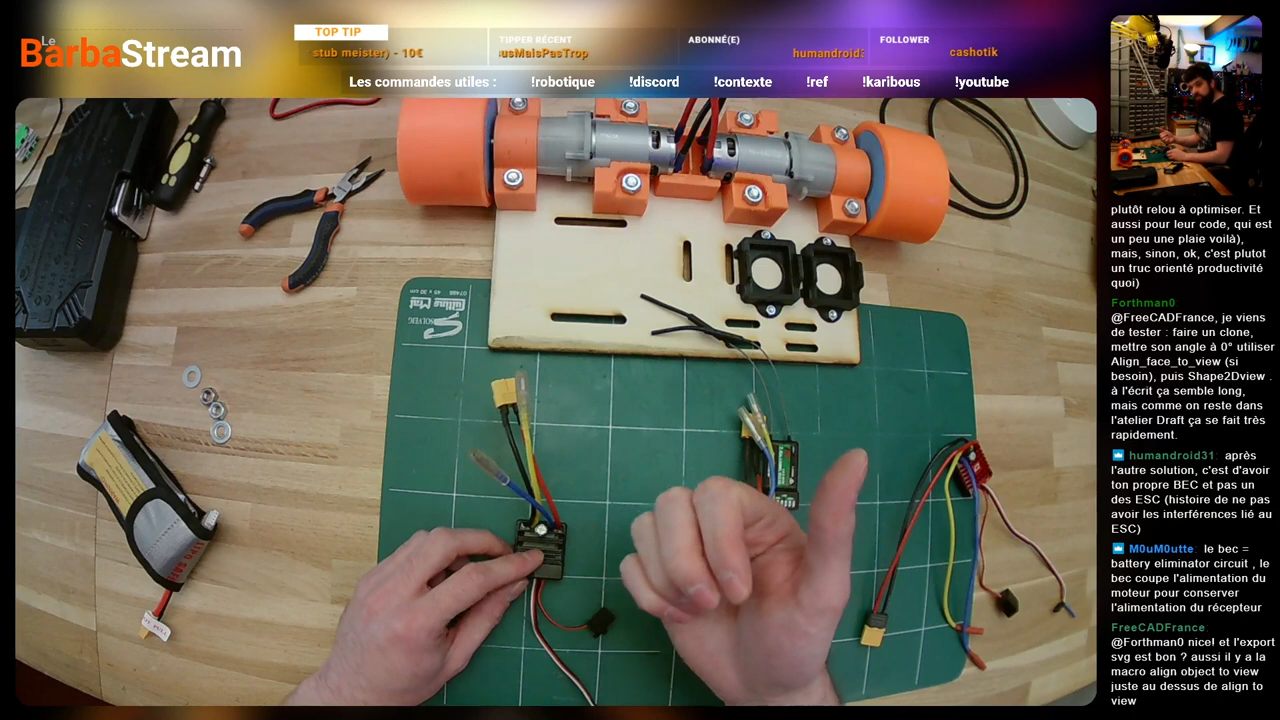 Le
BarbaStream
TOP TIP
stub meister) - 10€
TIPPER RÉCENT
usMaisPasTrop
ABONNÉ(E)
humandroid3
FOLLOWER
cashotik
Les commandes utiles : !robotique !discord !contexte !ref !karibous !youtube
plutôt relou à optimiser. Et
aussi pour leur code, qui est
un peu une plaie voilà),
mais, sinon, ok, c'est plutot
un truc orienté productivité
quoi)
Forthman0:
@FreeCADFrance, je viens
de tester : faire un clone,
mettre son angle à 0° utiliser
Align_face_to_view (si
besoin), puis Shape2Dview .
à l'écrit ça semble long,
mais comme on reste dans
l'atelier Draft ça se fait très
rapidement.
humandroid31: après
l'autre solution, c'est d'avoir
ton propre BEC et pas un
des ESC (histoire de ne pas
avoir les interférences lié au
ESC)
M0uM0utte: le bec =
battery eliminator circuit , le
bec coupe l'alimentation du
moteur pour conserver
l'alimentation du récepteur
FreeCADFrance:
@Forthman0 nice! et l'export
svg est bon ? aussi il y a la
macro align object to view
juste au dessus de align to
view
Cutting Mat
SOLVEIG
LIPO SAFE